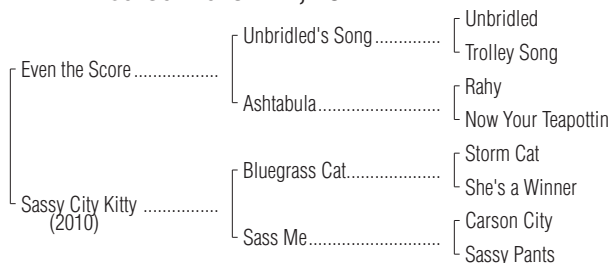 Unbridled
Unbridled's Song..............
Trolley Song
Even the Score..................
Rahy
Ashtabula..........................
Now Your Teapottin
Storm Cat
Bluegrass Cat....................
She's a Winner
Sassy City Kitty ................
(2010)
Carson City
Sass Me............................
Sassy Pants